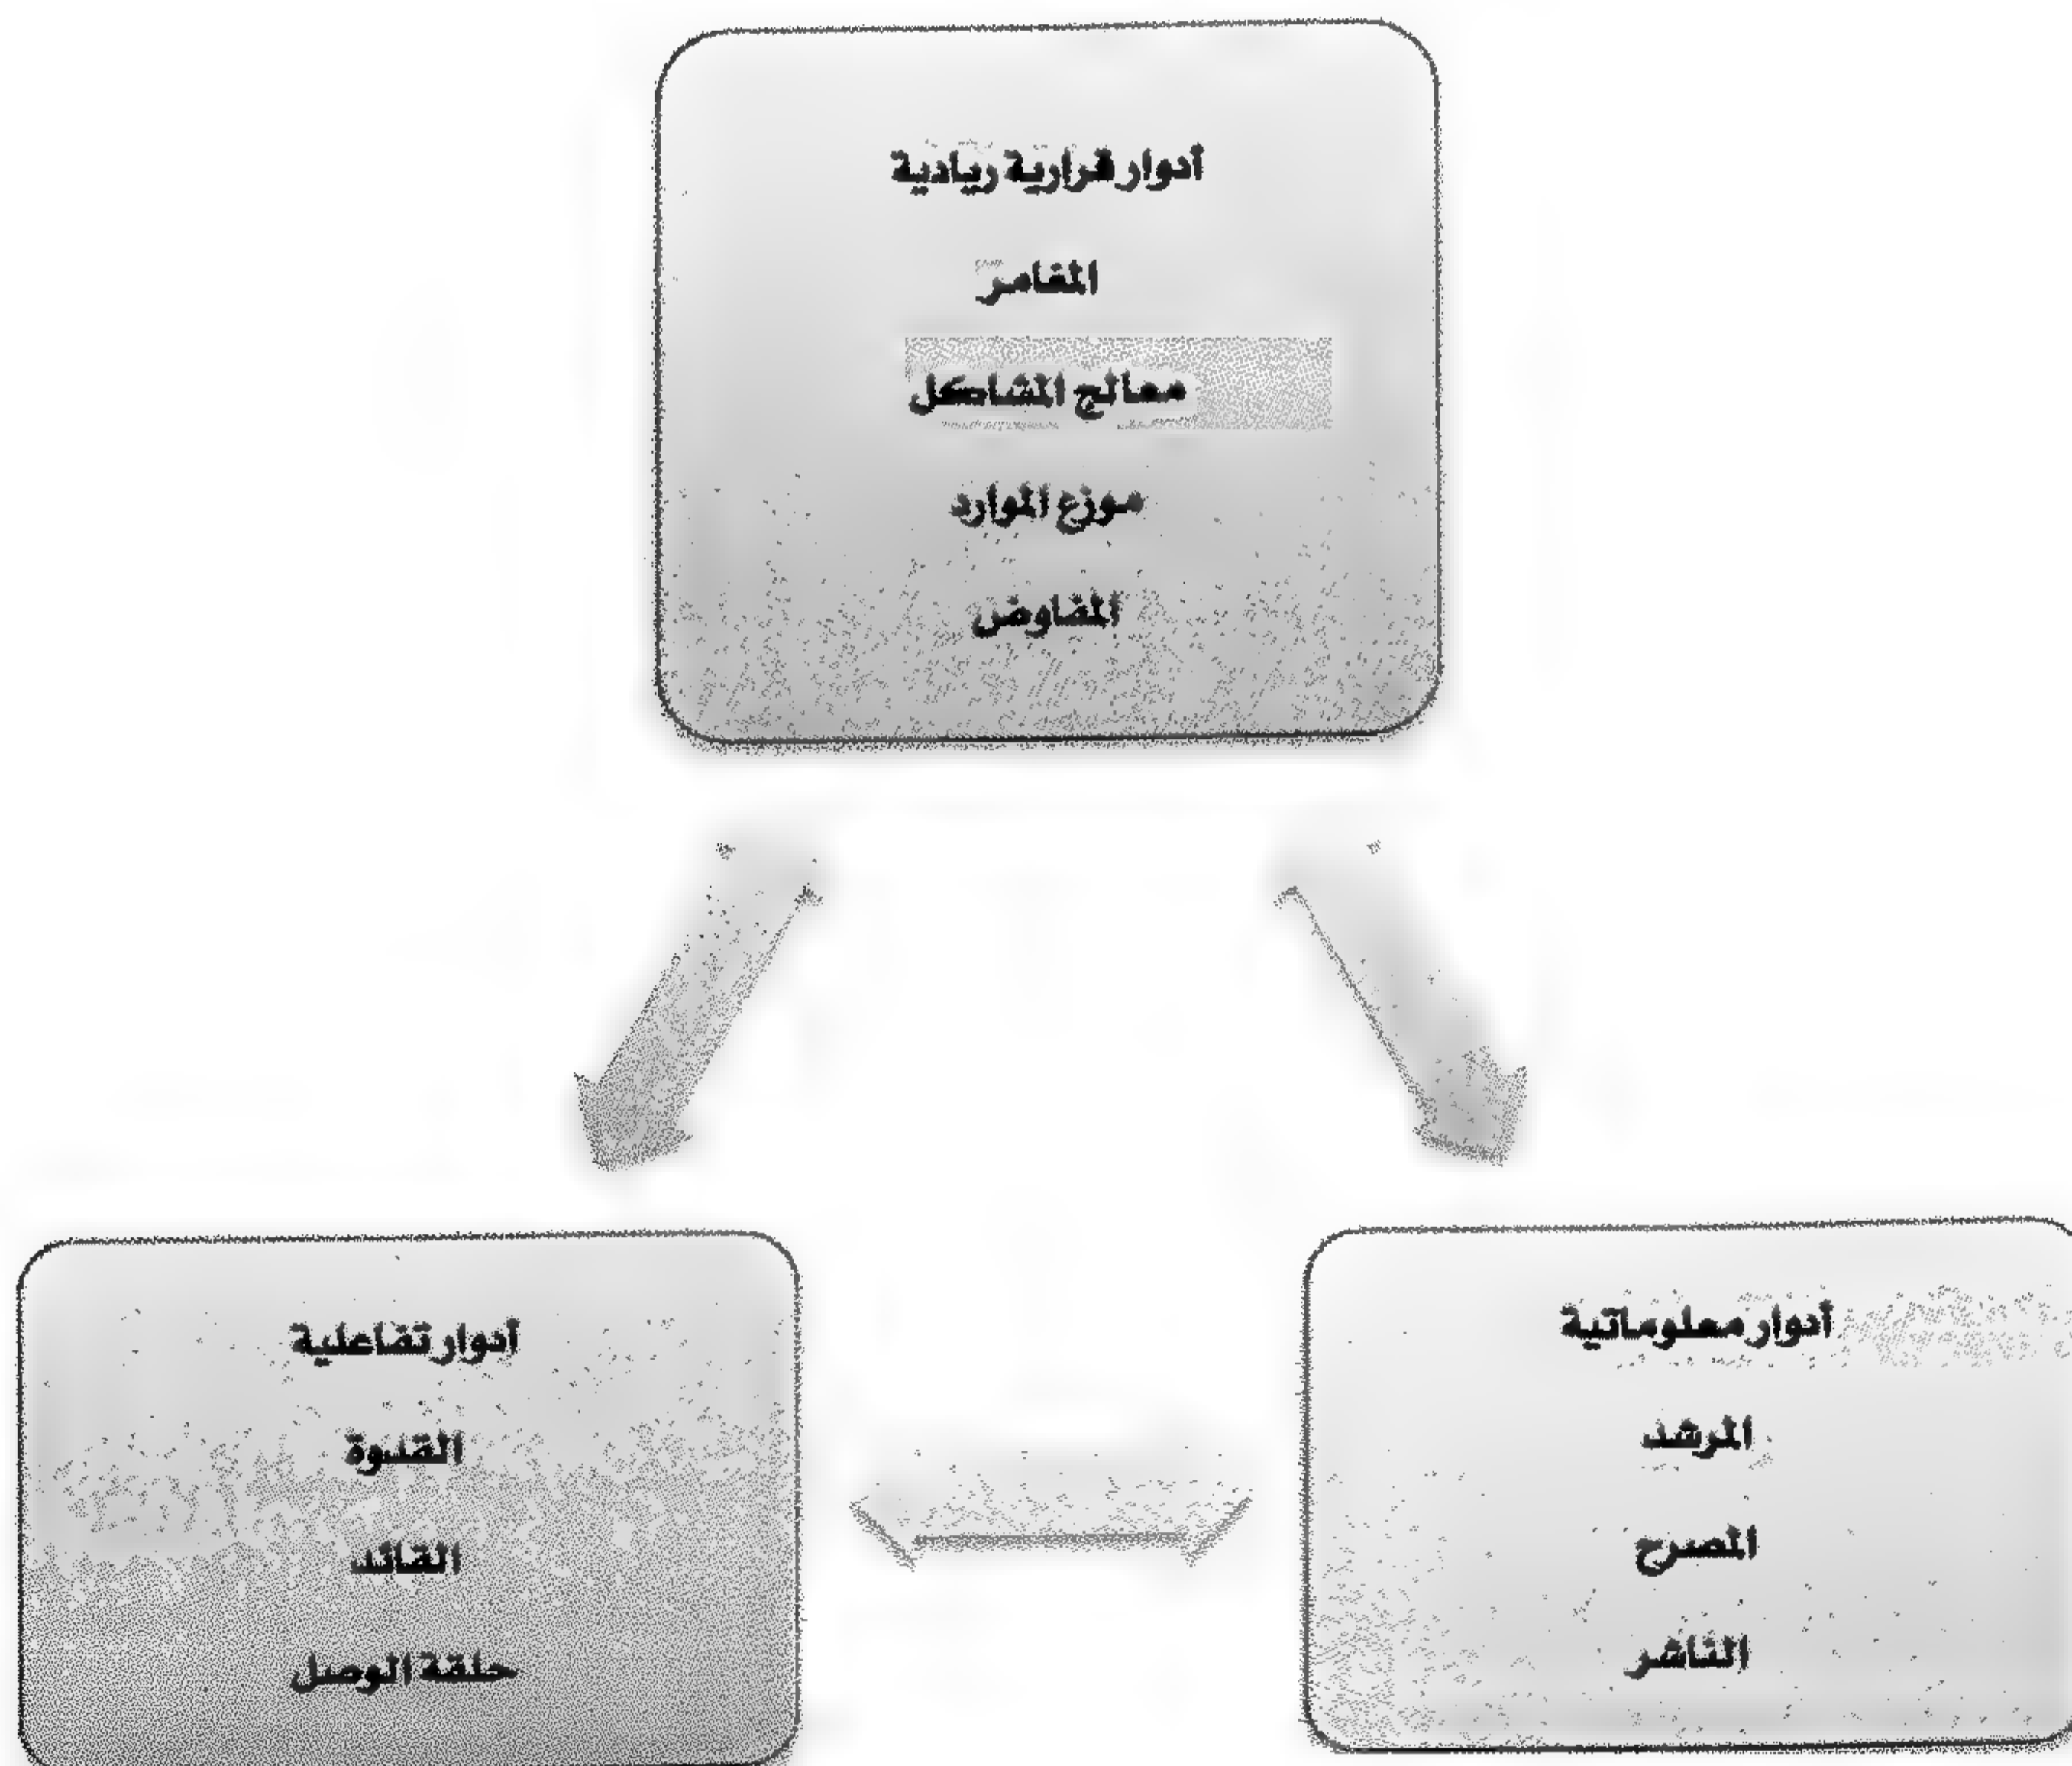 أدوار قرارية ريادية
المغامر
معالج المشاكل
موزع الموارد
المفاوض
أدوار معلوماتية
المرشد
المصرح
الناشر
أدوار تفاعلية
القدوة
القائد
حلقة الوصل